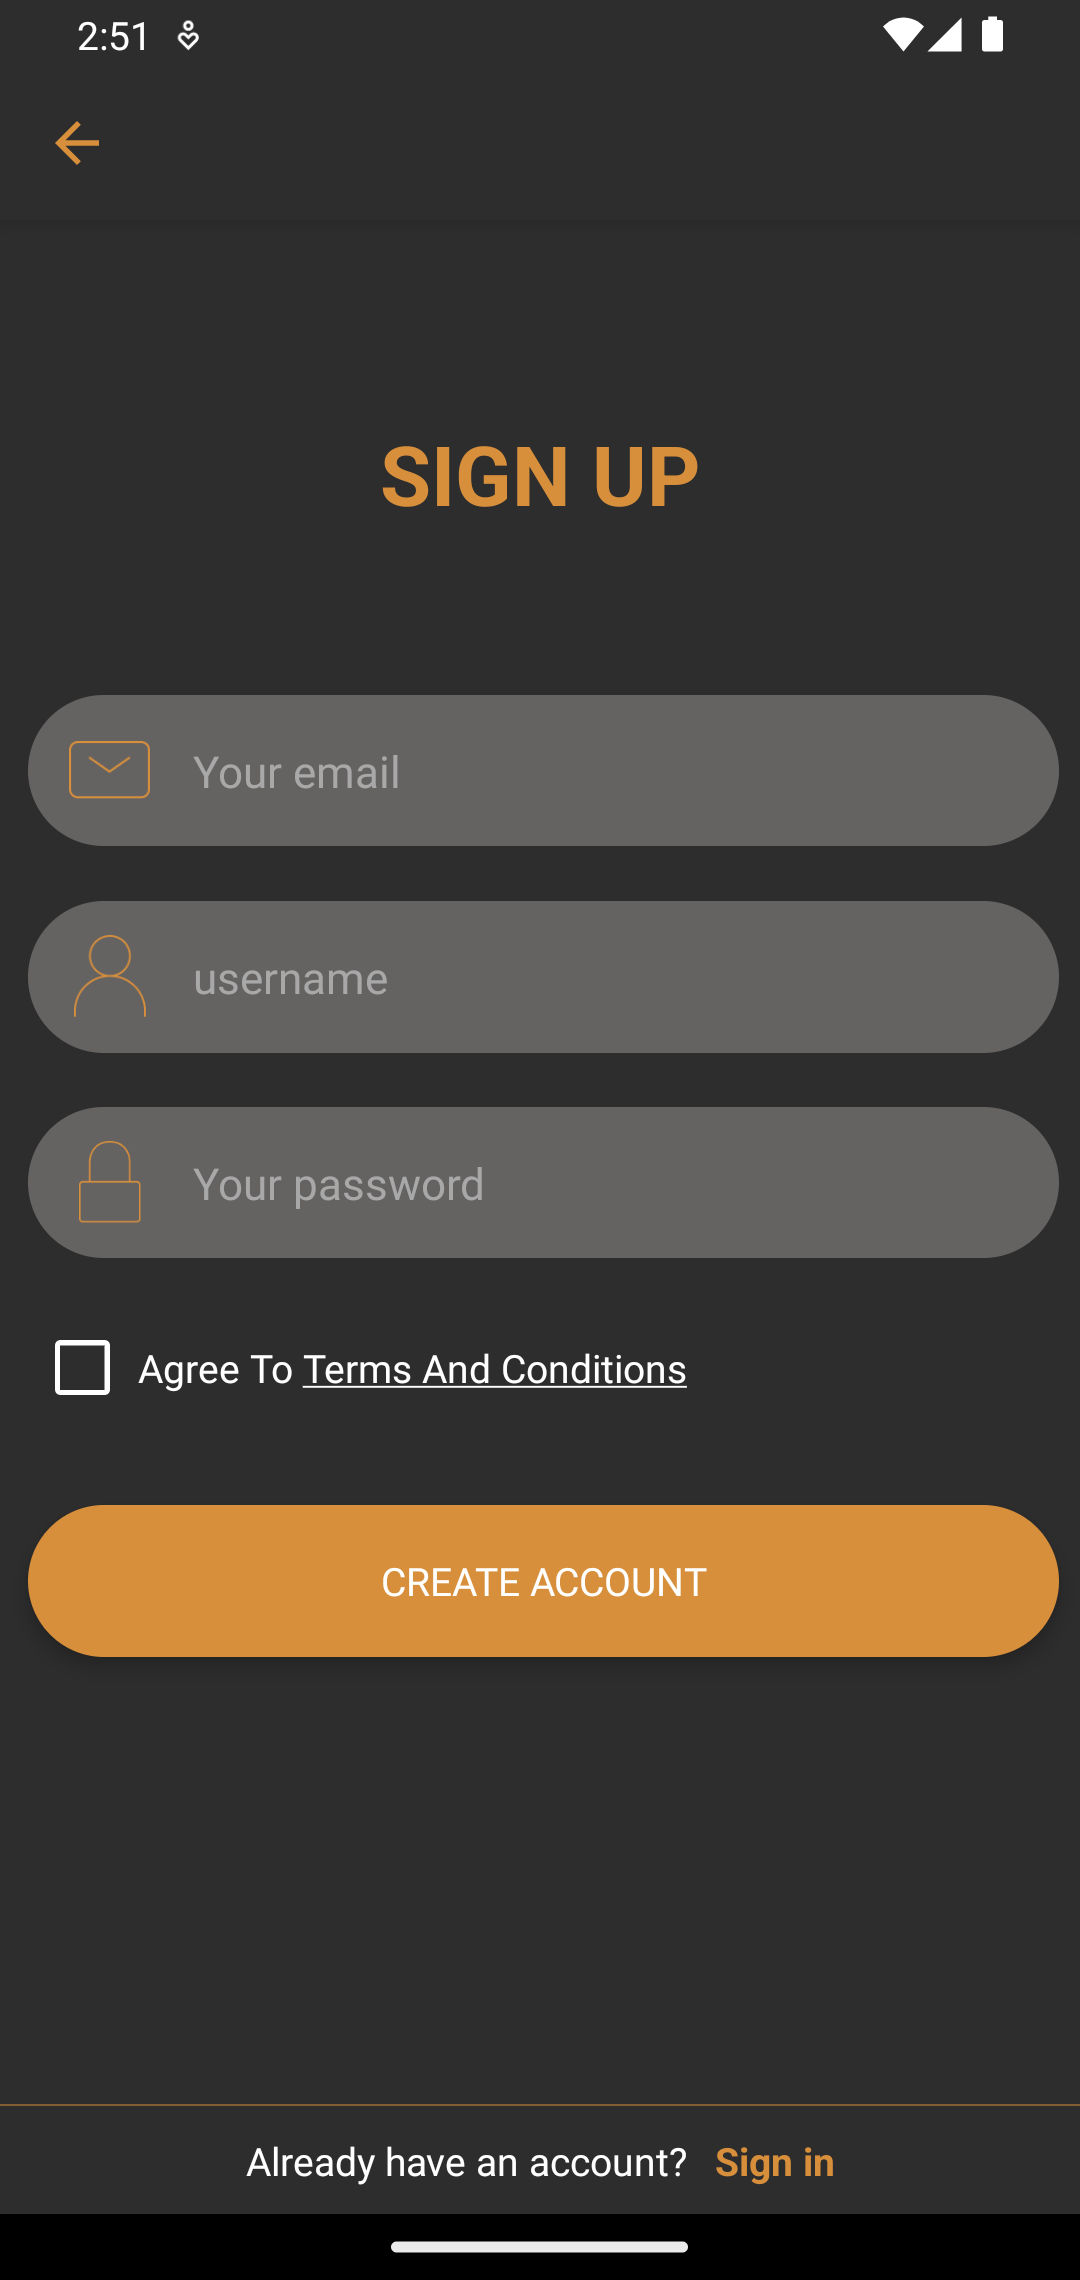 2:51
SIGN UP
Your email
username
Your password
Agree To Terms And Conditions
CREATE ACCOUNT
Already have an account? Sign in